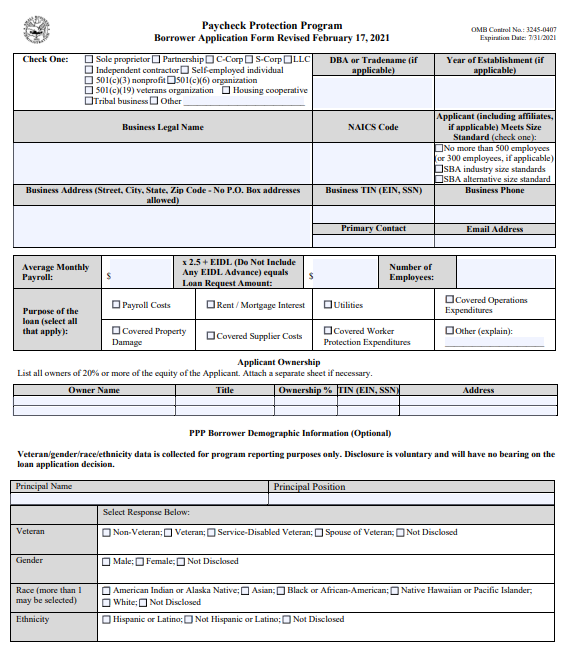 Paycheck Protection Program
Borrower Application Form Revised February 17, 2021
OMB Control No.: 3245-0407
Expiration Date: 7/31/2021
Check One:
Sole proprietor Partnership C-Corp S-Corp LLC
Independent contractor Self-employed individual
501(c)(3) nonprofit 501(c)(6) organization
501(c)(19) veterans organization Housing cooperative
Tribal business Other
DBA or Tradename (if
applicable)
Year of Establishment (if
applicable)
Business Legal Name
NAICS Code
Applicant (including affiliates,
if applicable) Meets Size
Standard (check one):
No more than 500 employees
(or 300 employees, if applicable)
SBA industry size standards
SBA alternative size standard
Business Address (Street, City, State, Zip Code - No P.O. Box addresses
allowed)
Business TIN (EIN, SSN)
Business Phone
Primary Contact
Email Address
Average Monthly
Payroll:
$
x 2.5 + EIDL (Do Not Include
Any EIDL Advance) equals
Loan Request Amount:
$
Number of
Employees:
Purpose of the
loan (select all
that apply):
Payroll Costs
Rent / Mortgage Interest
Utilities
Covered Operations
Expenditures
Covered Property
Damage
Covered Supplier Costs
Covered Worker
Protection Expenditures
Other (explain):
Applicant Ownership
List all owners of 20% or more of the equity of the Applicant. Attach a separate sheet if necessary.
Owner Name
Title
Ownership %
TIN (EIN, SSN)
Address
PPP Borrower Demographic Information (Optional)
Veteran/gender/race/ethnicity data is collected for program reporting purposes only. Disclosure is voluntary and will have no bearing on the
loan application decision.
Principal Name
Principal Position
Select Response Below:
Veteran
Non-Veteran; Veteran; Service-Disabled Veteran; Spouse of Veteran; Not Disclosed
Gender
Male; Female; Not Disclosed
Race (more than 1
may be selected)
American Indian or Alaska Native; Asian; Black or African-American; Native Hawaiian or Pacific Islander;
White; Not Disclosed
Ethnicity
Hispanic or Latino; Not Hispanic or Latino; Not Disclosed